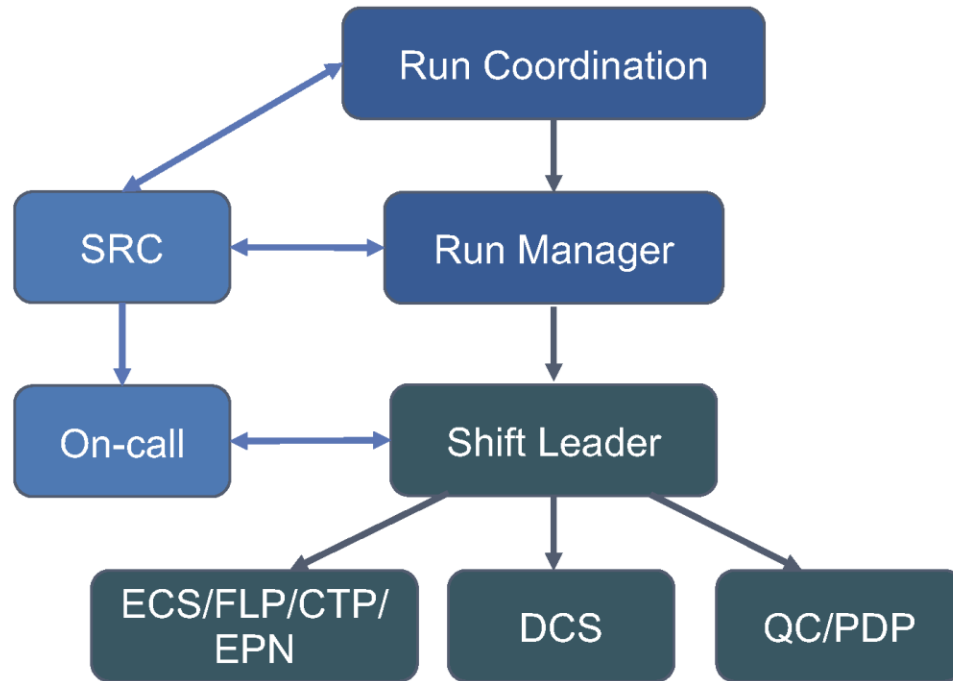 Run Coordination
SRC
Run Manager
On-call
Shift Leader
ECS/FLP/CTP/
EPN
DCS
QC/PDP